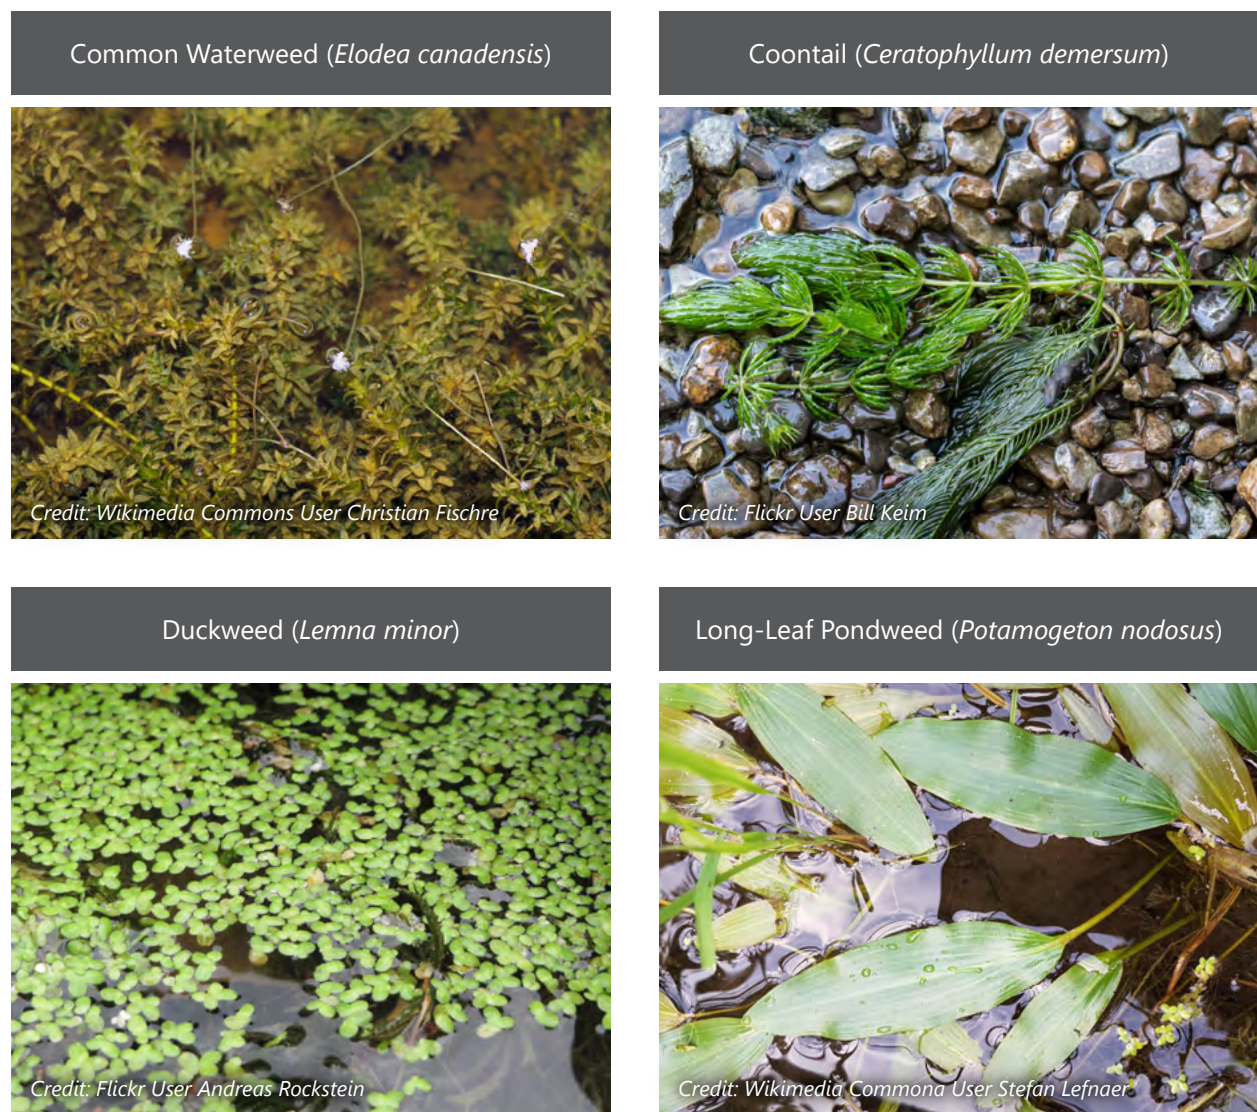 Common Waterweed (Elodea canadensis)
Coontail (Ceratophyllum demersum)
Credit: Wikimedia Commons User Christian Fischre
Credit: Flickr User Bill Keim
Duckweed (Lemna minor)
Long-Leaf Pondweed (Potamogeton nodosus)
Credit: Flickr User Andreas Rockstein
Credit: Wikimedia Commona User Stefan Lefnaer